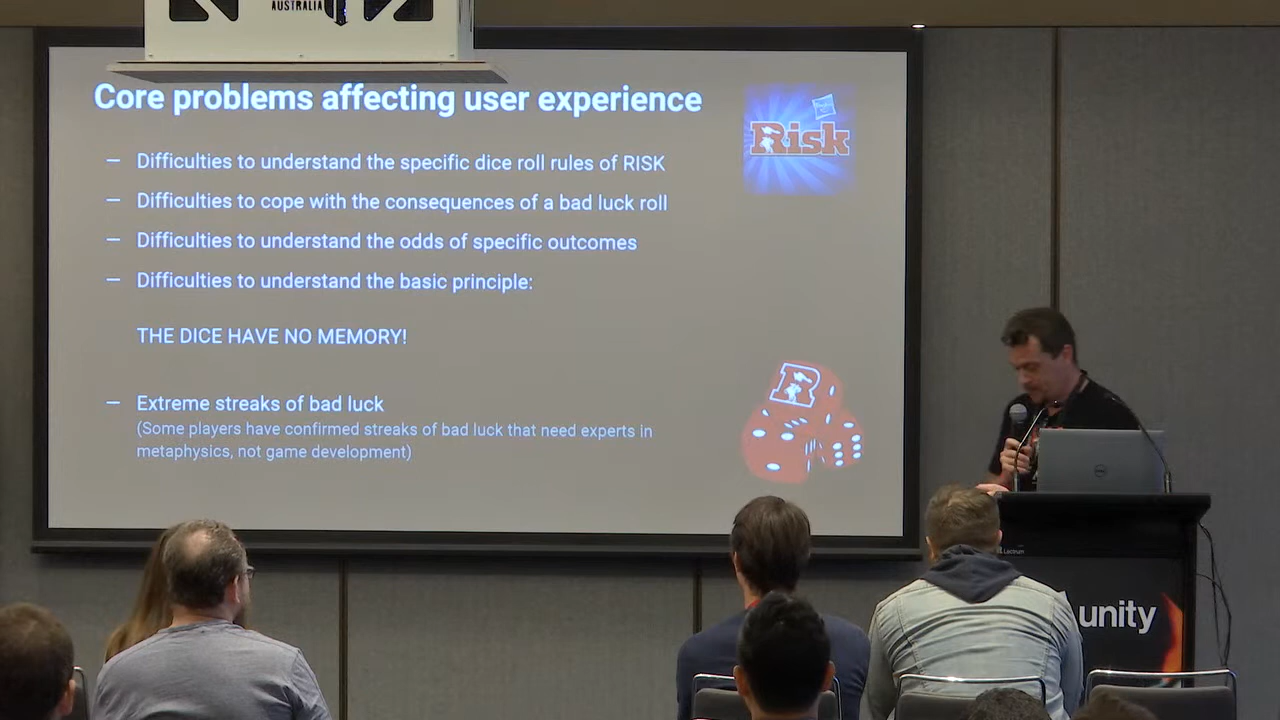 AUSTRALIA
Core problems affecting user experience
Risk
— Difficulties to understand the specific dice roll rules of RISK
— Difficulties to cope with the consequences of a bad luck roll
— Difficulties to understand the odds of specific outcomes
— Difficulties to understand the basic principle:
THE DICE HAVE NO MEMORY!
R
— Extreme streaks of bad luck
(Some players have confirmed streaks of bad luck that need experts in
metaphysics, not game development)
DELL
Lectrum
unity